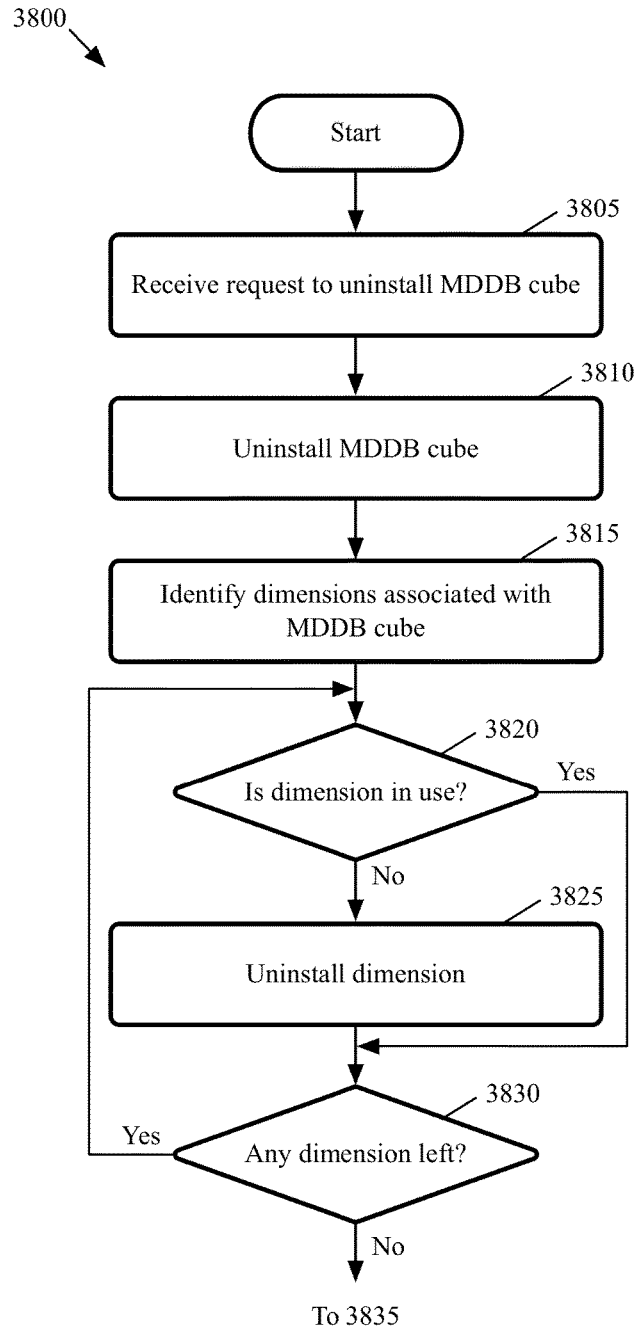 3800
Start
3805
Receive request to uninstall MDDB cube
3810
Uninstall MDDB cube
3815
Identify dimensions associated with
MDDB cube
3820
Is dimension in use?
Yes
No
3825
Uninstall dimension
3830
Yes
Any dimension left?
No
To 3835